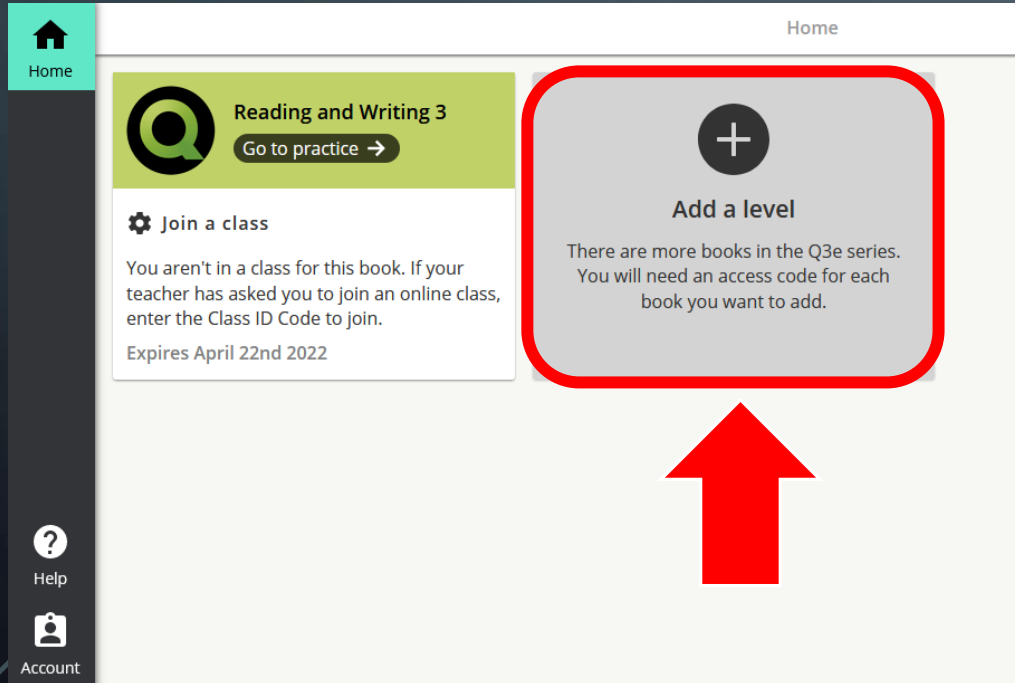 Home
Home
Reading and Writing 3
Go to practice
Join a class
You aren't in a class for this book. If your
teacher has asked you to join an online class,
enter the Class ID Code to join.
Expires April 22nd 2022
Add a level
There are more books in the Q3e series.
You will need an access code for each
book you want to add.
Help
Account